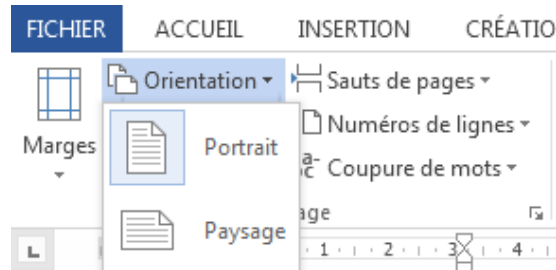 FICHIER ACCUEIL INSERTION CRÉATIO
Orientation Sauts de pages
Marges Numéros de lignes
Portrait Coupure de mots
age
Paysage
1 2 3 4